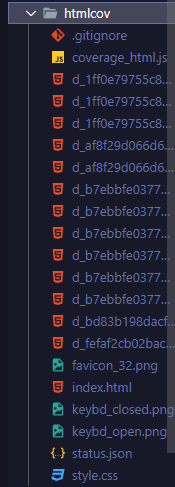 htmlcov
.gitignore
coverage_html.js
d_1ff0e79755c8...
d_1ff0e79755c8...
d_1ff0e79755c8...
d_af8f29d066d6...
d_af8f29d066d6...
d_b7ebbfe0377...
d_b7ebbfe0377...
d_b7ebbfe0377...
d_b7ebbfe0377...
d_b7ebbfe0377...
d_b7ebbfe0377...
d_bd83b198dacf...
d_fefaf2cb02bac...
favicon_32.png
index.html
keybd_closed.png
keybd_open.png
status.json
style.css